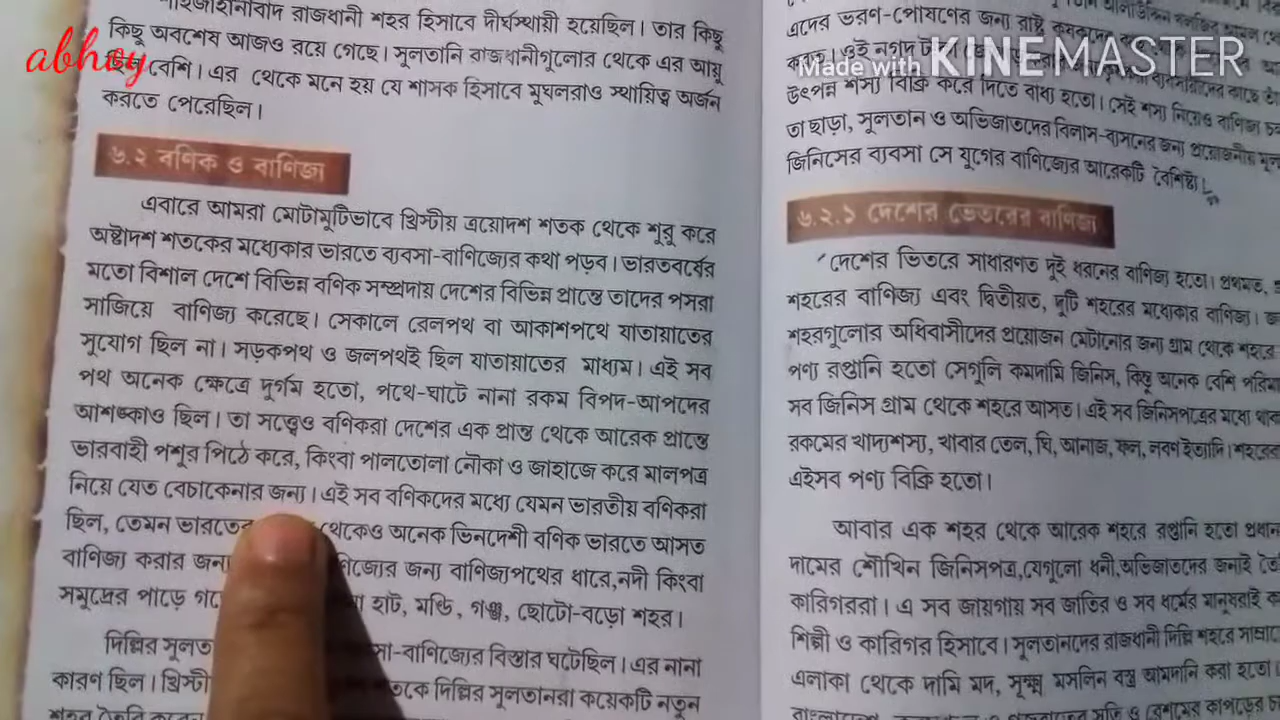 শাহজাহানাবাদ রাজধানী শহর হিসাবে দীর্ঘস্থায়ী হয়েছিল। তার কিছু
কিছু অবশেষ আজও রয়ে গেছে। সুলতানি রাজধানীগুলোর থেকে এর আয়ু
abhoy
ছিল বেশি। এর থেকে মনে হয় যে শাসক হিসাবে মুঘলরাও স্থায়িত্ব অর্জন
করতে পেরেছিল।
৬.২ বণিক ও বাণিজ্য
এবারে আমরা মোটামুটিভাবে খ্রিস্টীয় ত্রয়োদশ শতক থেকে শুরু করে
অষ্টাদশ শতকের মধ্যেকার ভারতে ব্যবসা-বাণিজ্যের কথা পড়ব। ভারতবর্ষের
মতো বিশাল দেশে বিভিন্ন বণিক সম্প্রদায় দেশের বিভিন্ন প্রান্তে তাদের পসরা
সাজিয়ে বাণিজ্য করেছে। সেকালে রেলপথ বা আকাশপথে যাতায়াতের
সুযোগ ছিল না। সড়কপথ ও জলপথই ছিল যাতায়াতের মাধ্যম। এই সব
পথ অনেক ক্ষেত্রে দুর্গম হতো, পথে-ঘাটে নানা রকম বিপদ-আপদের
আশঙ্কাও ছিল। তা সত্ত্বেও বণিকরা দেশের এক প্রান্ত থেকে আরেক প্রান্তে
ভারবাহী পশুর পিঠে করে, কিংবা পালতোলা নৌকা ও জাহাজে করে মালপত্র
নিয়ে যেত বেচাকেনার জন্য। এই সব বণিকদের মধ্যে যেমন ভারতীয় বণিকরা
ছিল, তেমন ভারতের থেকেও অনেক ভিনদেশী বণিক ভারতে আসত
বাণিজ্য করার জন্য ণিজ্যের জন্য বাণিজ্যপথের ধারে, নদী কিংবা
সমুদ্রের পাড়ে গড়ে হাট, মন্ডি, গঞ্জ, ছোটো-বড়ো শহর।
দিল্লির সুলত সা-বাণিজ্যের বিস্তার ঘটেছিল। এর নানা
কারণ ছিল। খ্রিস্টী তকে দিল্লির সুলতানরা কয়েকটি নতুন
শহর তৈরি করেন
এদের ভরণ-পোষণের জন্য রাষ্ট্র কৃষকদের
করত। ওই নগদ
Made with KINEMASTER
উৎপন্ন শস্য বিক্রি করে দিতে বাধ্য হতো। সেই শস্য নিয়েও বাণিজ্য
তা ছাড়া, সুলতান ও অভিজাতদের বিলাস-ব্যসনের জন্য প্রয়োজনীয়
জিনিসের ব্যবসা সে যুগের বাণিজ্যের আরেকটি বৈশিষ্ট্য।
৬.২.১ দেশের ভেতরের বাণিজ্য
দেশের ভিতরে সাধারণত দুই ধরনের বাণিজ্য হতো। প্রথমত,
শহরের বাণিজ্য এবং দ্বিতীয়ত, দুটি শহরের মধ্যেকার বাণিজ্য।
শহরগুলোর অধিবাসীদের প্রয়োজন মেটানোর জন্য গ্রাম থেকে শহরে
পণ্য রপ্তানি হতো সেগুলি কমদামি জিনিস, কিন্তু অনেক বেশি পরিমা
সব জিনিস গ্রাম থেকে শহরে আসত। এই সব জিনিসপত্রের মধ্যে থাক
রকমের খাদ্যশস্য, খাবার তেল, ঘি, আনাজ, ফল, লবণ ইত্যাদি। শহরের
এইসব পণ্য বিক্রি হতো।
আবার এক শহর থেকে আরেক শহরে রপ্তানি হতো প্রধান
দামের শৌখিন জিনিসপত্র, যেগুলো ধনী, অভিজাতদের জন্যই তৈ
কারিগররা। এ সব জায়গায় সব জাতির ও সব ধর্মের মানুষরাই ক
শিল্পী ও কারিগর হিসাবে। সুলতানদের রাজধানী দিল্লি শহরে সাম্রা
এলাকা থেকে দামি মদ, সূক্ষ্ম মসলিন বস্ত্র আমদানি করা হতো।